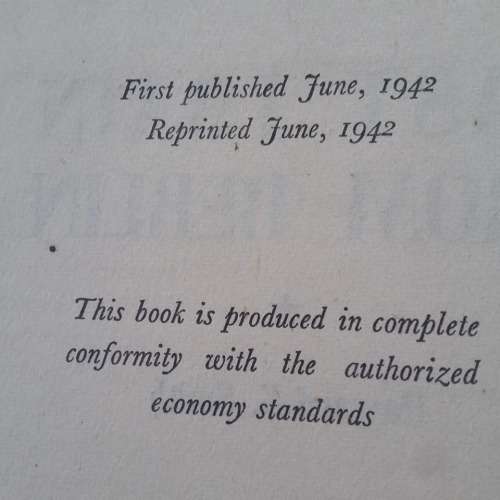 First published June, 1942
Reprinted June, 1942
This book is produced in complete
conformity with the authorized
economy standards